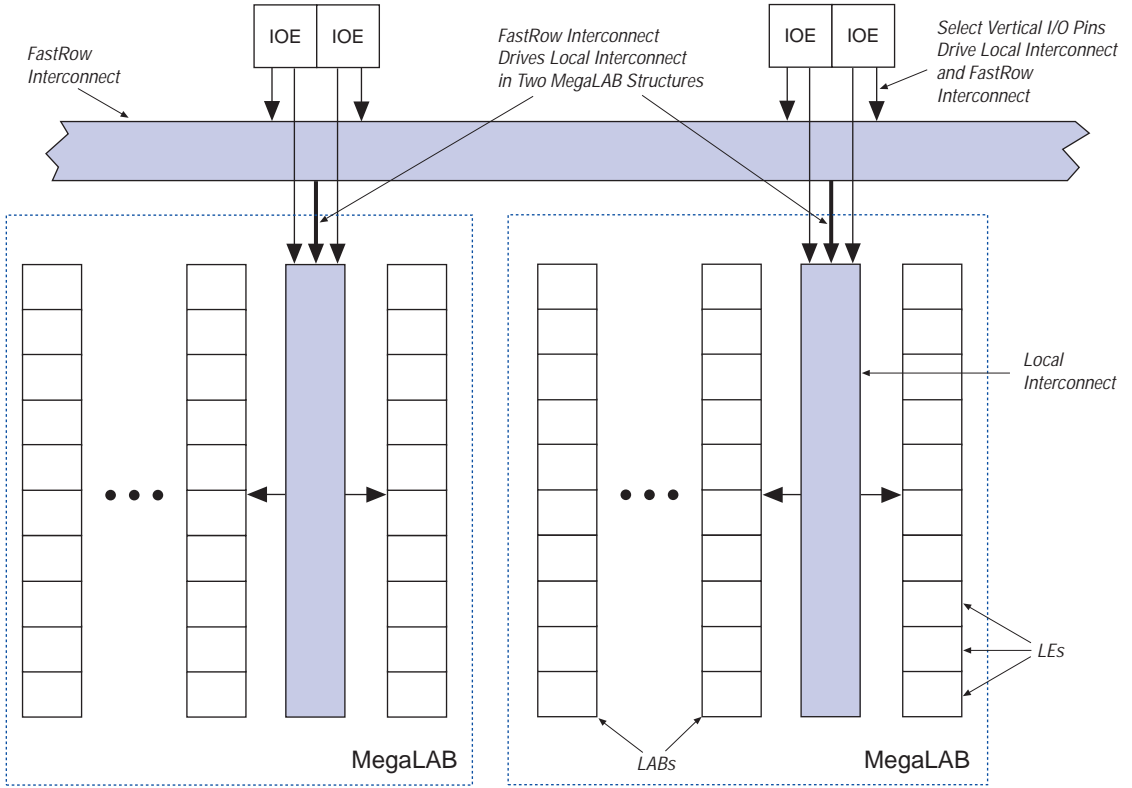 FastRow
Interconnect
IOE IOE
FastRow Interconnect
Drives Local Interconnect
in Two MegaLAB Structures
IOE IOE
Select Vertical I/O Pins
Drive Local Interconnect
and FastRow
Interconnect
Local
Interconnect
LEs
LABs
MegaLAB
MegaLAB